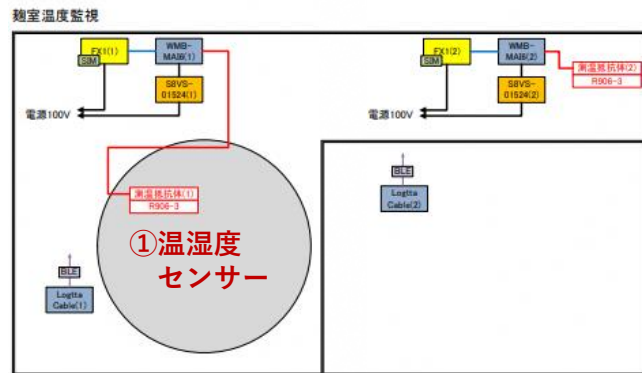 麹室温度監視
FX1(1)
SIM
WMB-
MAI6(1)
S8VS-
01524(1)
電源100V
測温抵抗体(1)
R906-3
①温湿度
センサー
BLE
Logtta
Cable(1)
FX1(2)
SIM
WMB-
MAI6(2)
S8VS-
01524(2)
電源100V
測温抵抗体(2)
R906-3
BLE
Logtta
Cable(2)